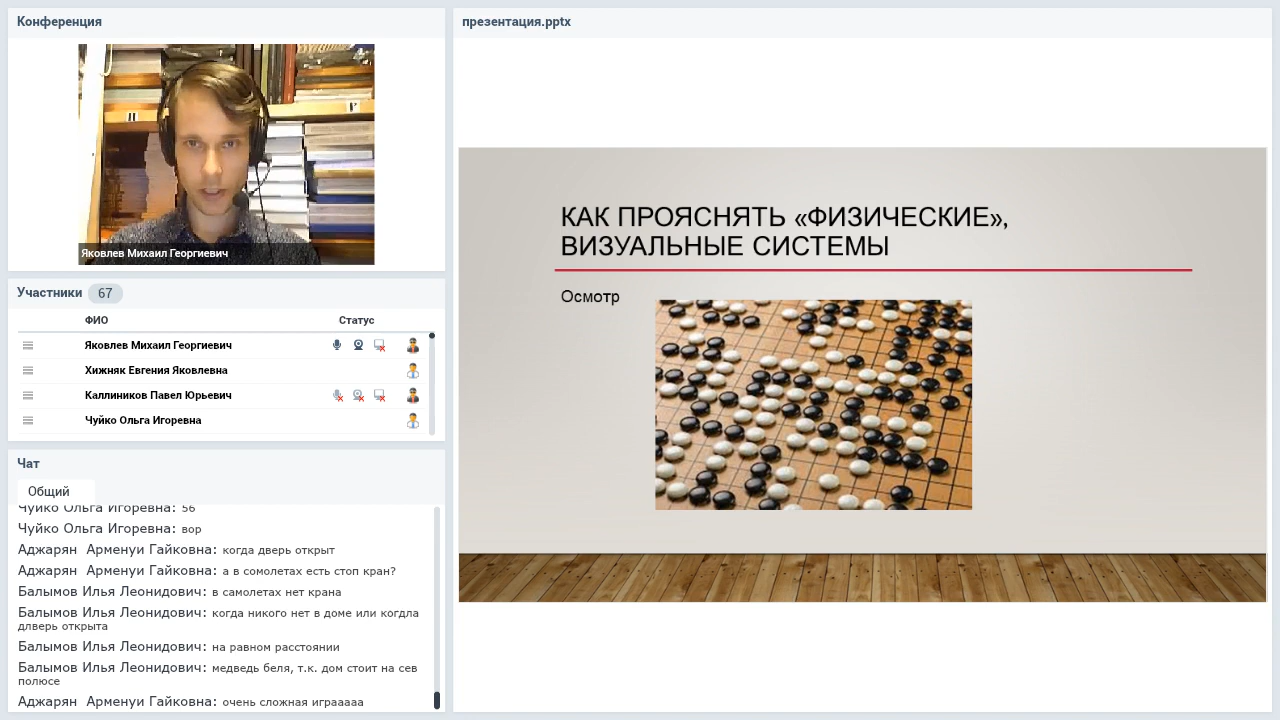 Конференция
Яковлев Михаил Георгиевич
Участники 67
ФИО Статус
Яковлев Михаил Георгиевич
Хижняк Евгения Яковлевна
Каллиников Павел Юрьевич
Чуйко Ольга Игоревна
Чат
Общий
Чуйко Ольга Игоревна: 56
Чуйко Ольга Игоревна: вор
Аджарян Арменуи Гайковна: когда дверь открыт
Аджарян Арменуи Гайковна: а в сомолетах есть стоп кран?
Балымов Илья Леонидович: в самолетах нет крана
Балымов Илья Леонидович: когда никого нет в доме или когдла
длверь открыта
Балымов Илья Леонидович: на равном расстоянии
Балымов Илья Леонидович: медведь беля, т.к. дом стоит на сев
полюсе
Аджарян Арменуи Гайковна: очень сложная играаааа
презентация.pptx
КАК ПРОЯСНЯТЬ «ФИЗИЧЕСКИЕ»,
ВИЗУАЛЬНЫЕ СИСТЕМЫ
Осмотр